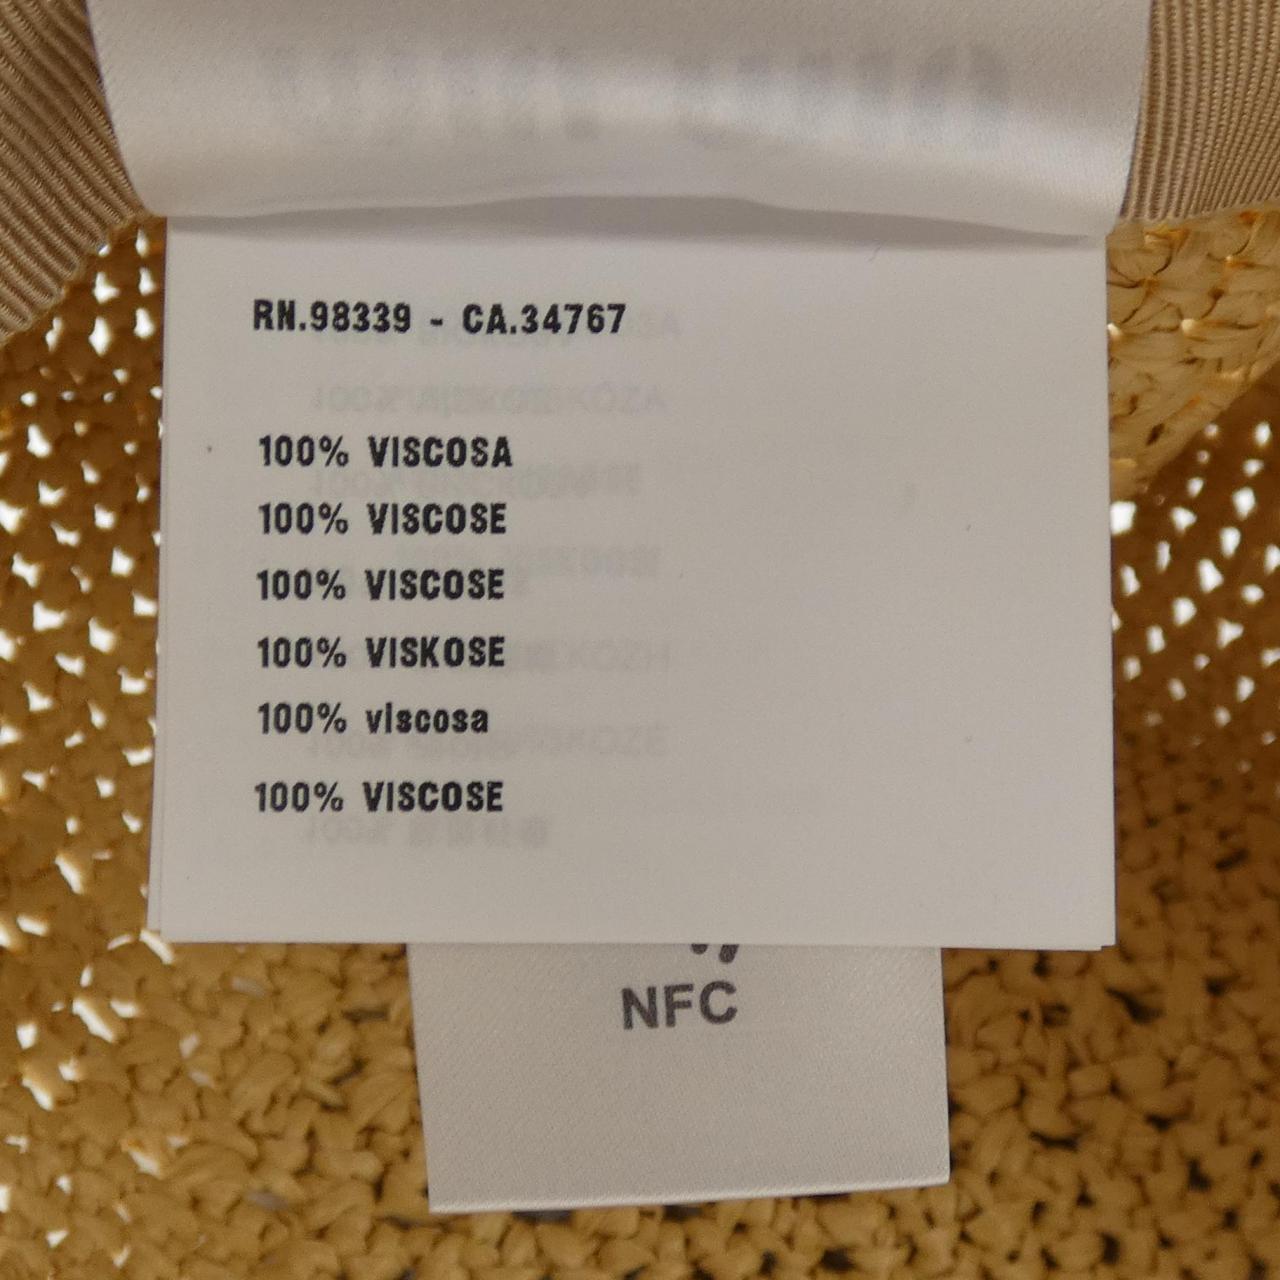 RN.98339 - CA.34767
100% VISCOSA
100% VISCOSE
100% VISCOSE
100% VISKOSE
100% viscosa
100% VISCOSE
NFC